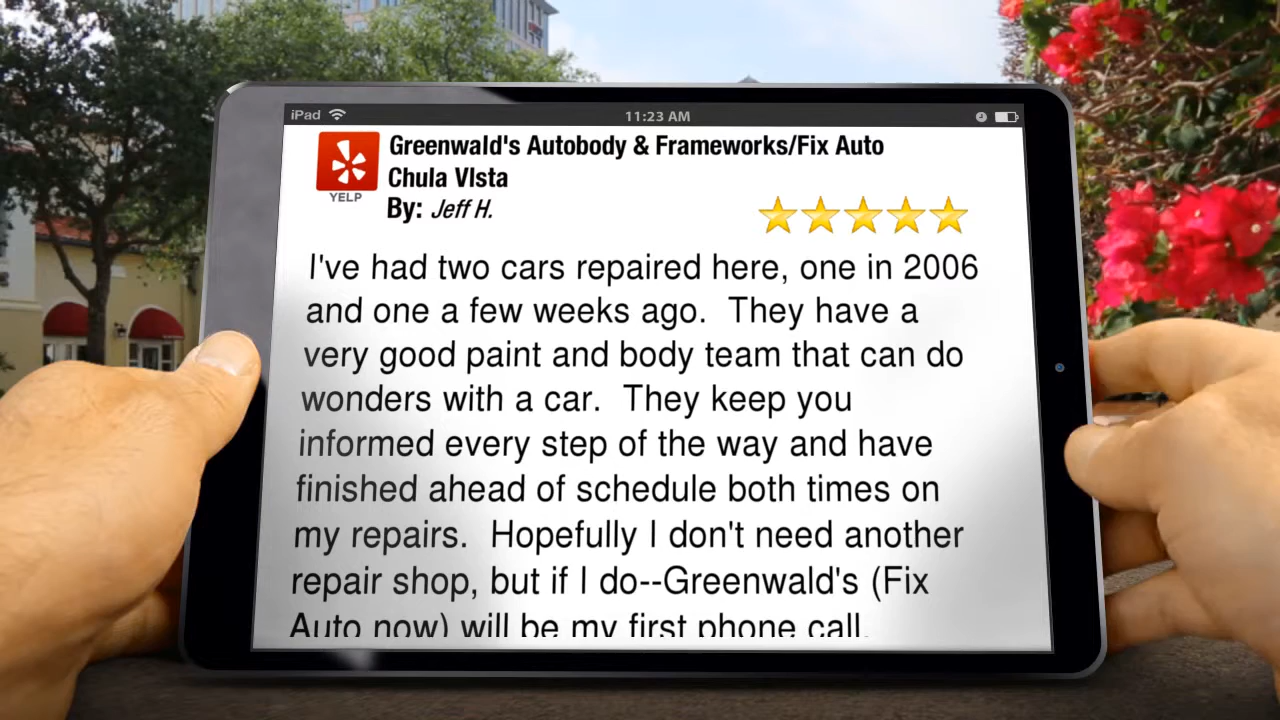 iPad 11:23 AM
Greenwald's Autobody & Frameworks/Fix Auto
Chula VIsta
YELP
By: Jeff H.
I've had two cars repaired here, one in 2006
and one a few weeks ago.  They have a
very good paint and body team that can do
wonders with a car.  They keep you
informed every step of the way and have
finished ahead of schedule both times on
my repairs.  Hopefully I don't need another
repair shop, but if I do--Greenwald's (Fix
Auto now) will be my first phone call.